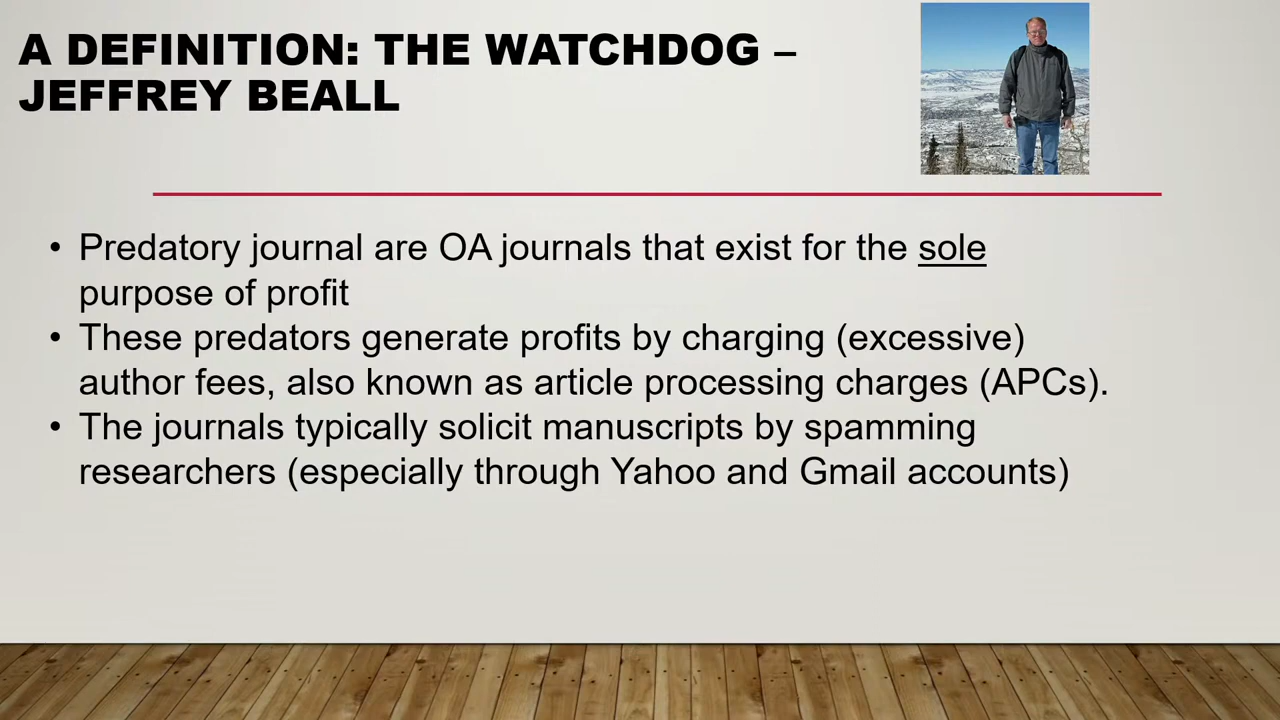 A DEFINITION: THE WATCHDOG –
JEFFREY BEALL
• Predatory journal are OA journals that exist for the sole
purpose of profit
• These predators generate profits by charging (excessive)
author fees, also known as article processing charges (APCs).
• The journals typically solicit manuscripts by spamming
researchers (especially through Yahoo and Gmail accounts)